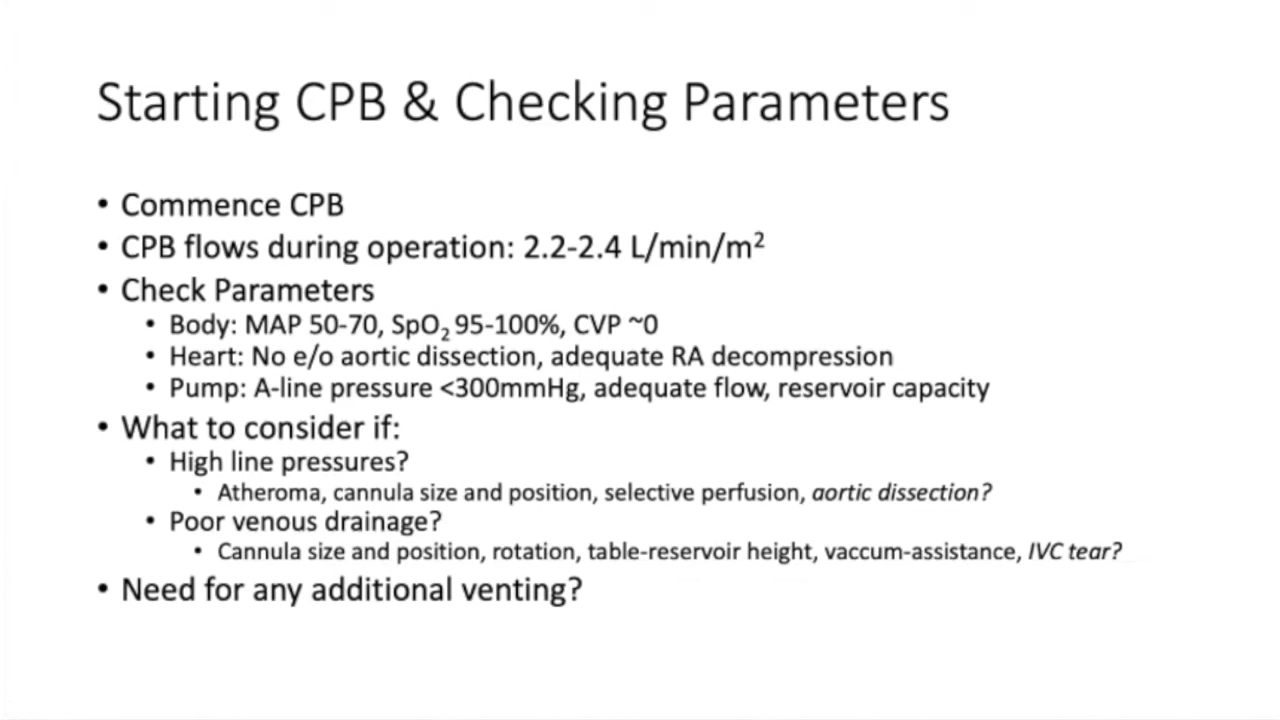 Starting CPB & Checking Parameters
• Commence CPB
• CPB flows during operation: 2.2-2.4 L/min/m²
• Check Parameters
• Body: MAP 50-70, SpO₂ 95-100%, CVP ~0
• Heart: No e/o aortic dissection, adequate RA decompression
• Pump: A-line pressure <300mmHg, adequate flow, reservoir capacity
• What to consider if:
• High line pressures?
• Atheroma, cannula size and position, selective perfusion, aortic dissection?
• Poor venous drainage?
• Cannula size and position, rotation, table-reservoir height, vaccum-assistance, IVC tear?
• Need for any additional venting?